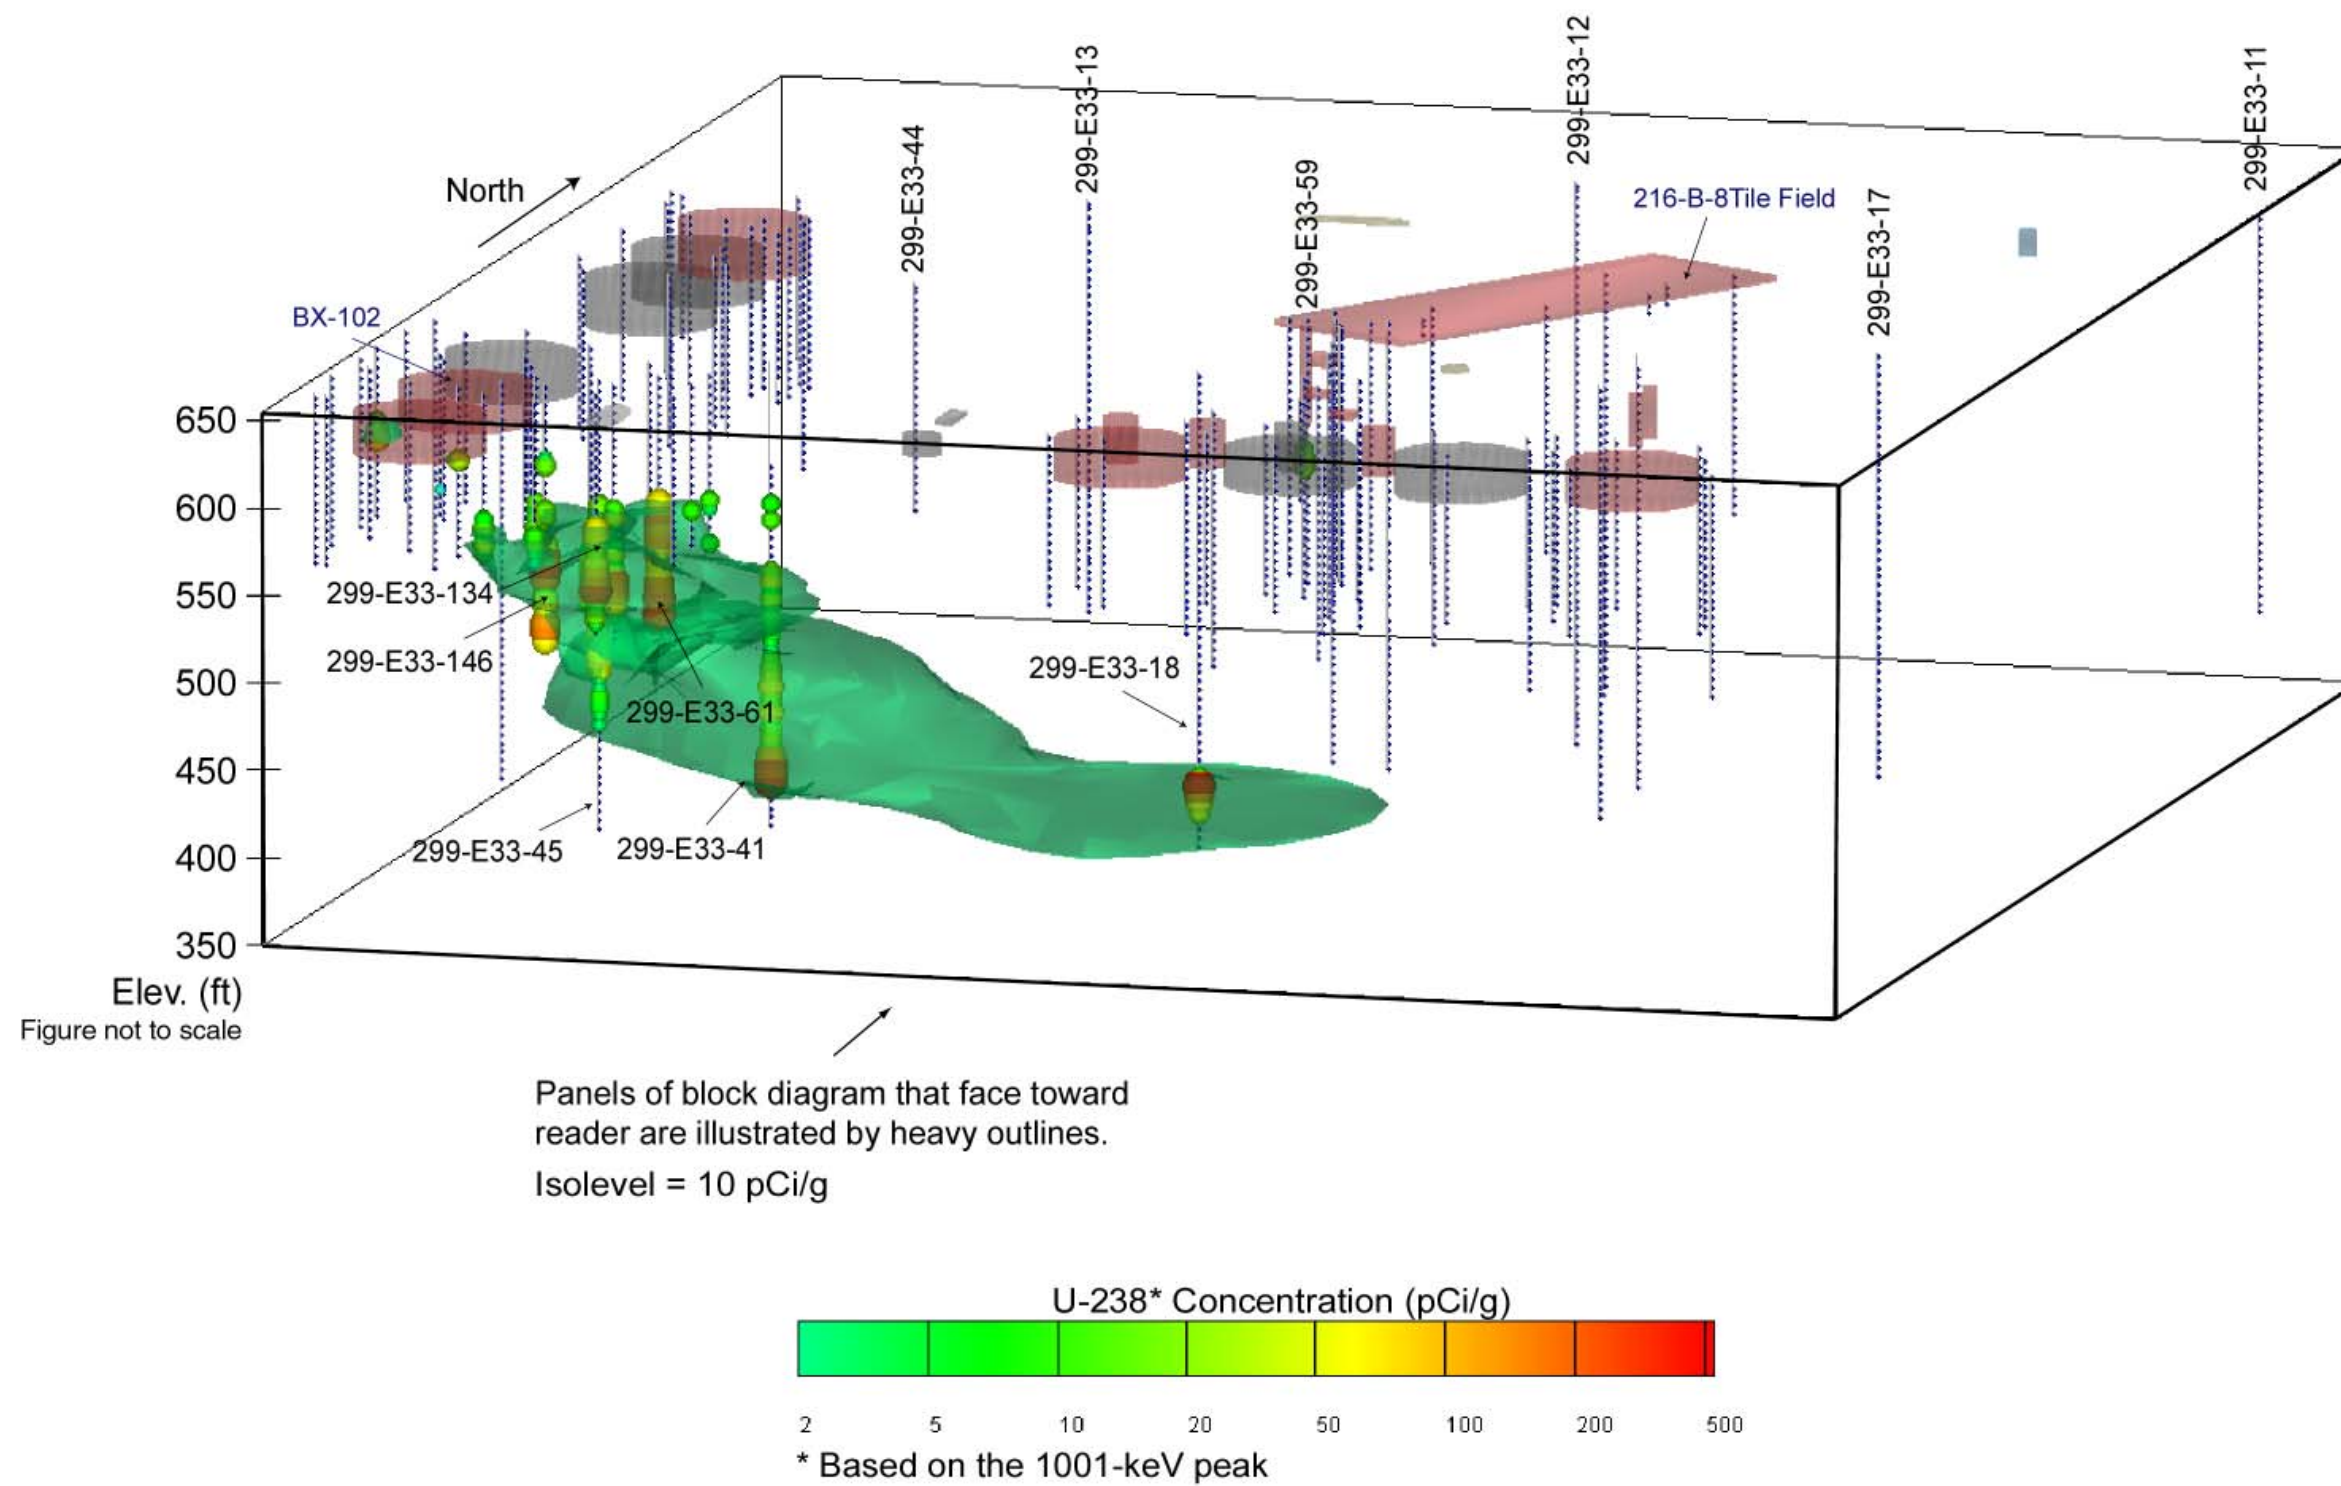 299-E33-12
299-E33-11
299-E33-13
299-E33-44
299-E33-59
North
216-B-8Tile Field
299-E33-17
BX-102
650
600
550
500
450
400
350
299-E33-134
299-E33-146
299-E33-18
299-E33-61
299-E33-45
299-E33-41
Elev. (ft)
Figure not to scale
Panels of block diagram that face toward
reader are illustrated by heavy outlines.
Isolevel = 10 pCi/g
U-238* Concentration (pCi/g)
2 5 10 20 50 100 200 500
* Based on the 1001-keV peak